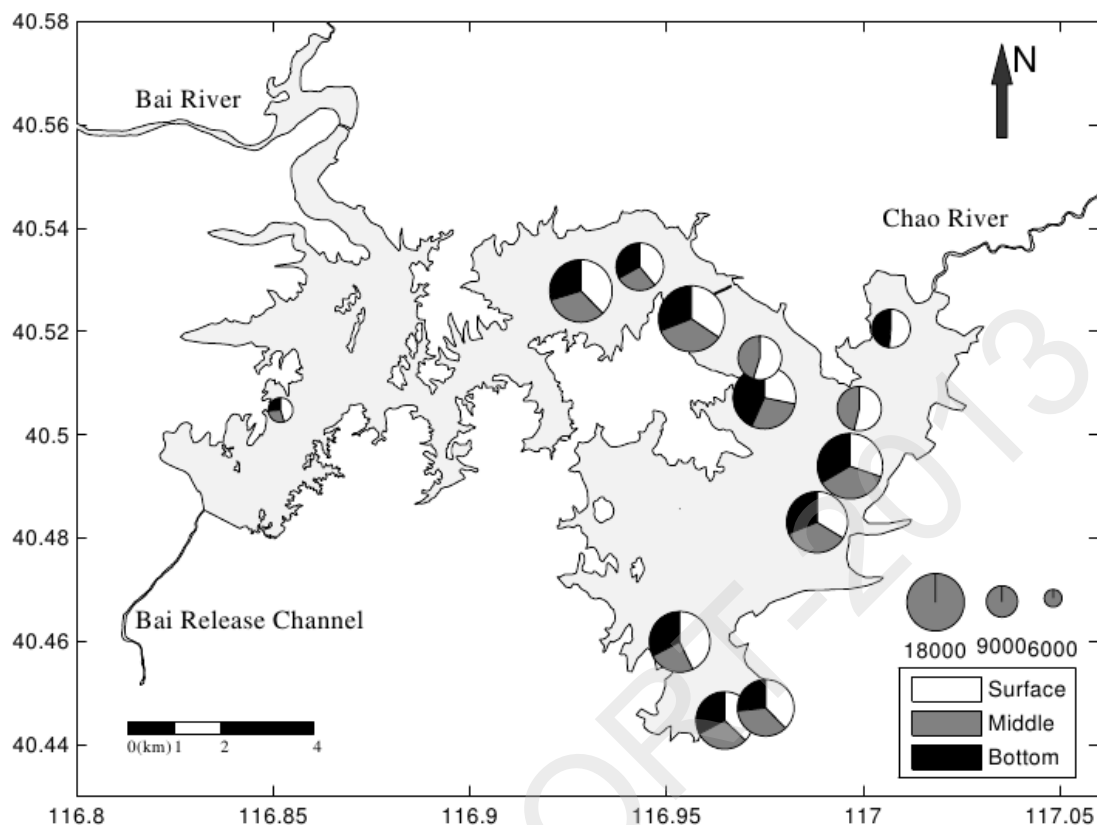 40.58
N
Bai River
40.56
40.54
Chao River
40.52
40.5
40.48
40.46
Bai Release Channel
18000 9000 6000
Surface
Middle
Bottom
0(km) 1 2 4
40.44
116.8 116.85 116.9 116.95 117 117.05
ORT-2013